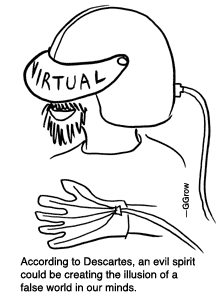 VIRTUAL
—GGrow
According to Descartes, an evil spirit
could be creating the illusion of a
false world in our minds.